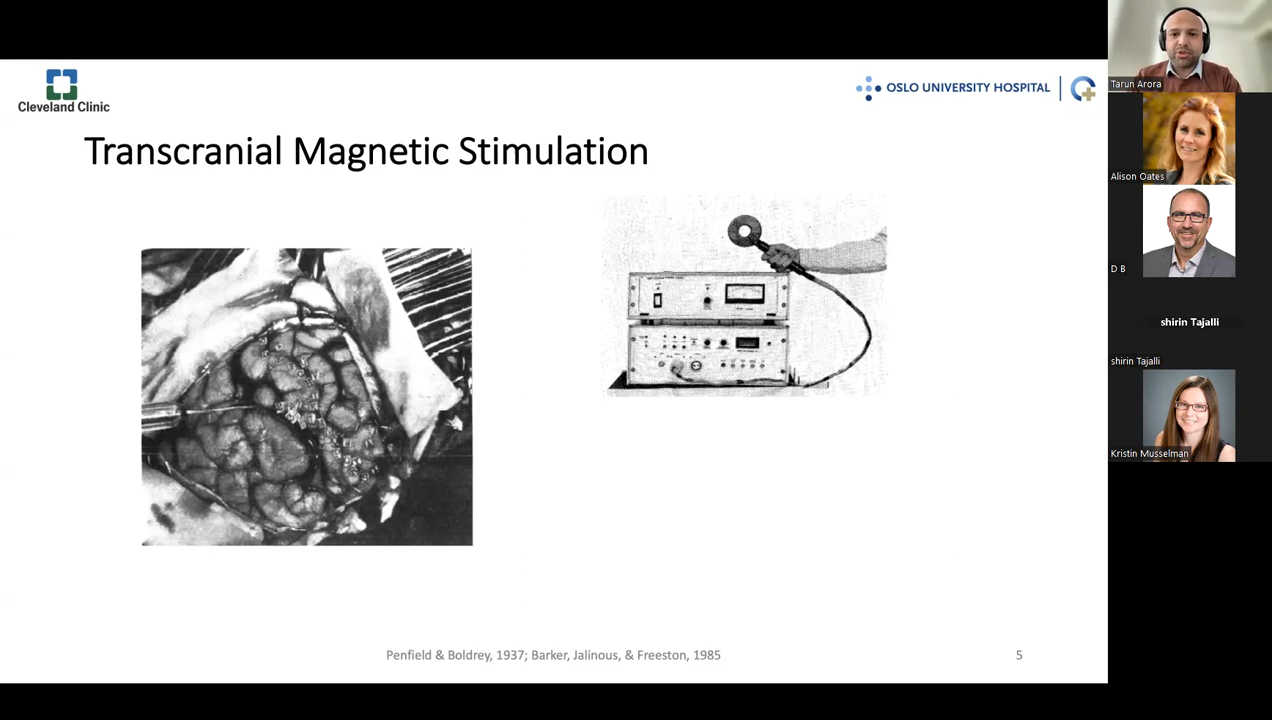 Cleveland Clinic
OSLO UNIVERSITY HOSPITAL
Transcranial Magnetic Stimulation
Penfield & Boldrey, 1937; Barker, Jalinous, & Freeston, 1985
5
Tarun Arora
Alison Oates
D B
shirin Tajalli
shirin Tajalli
Kristin Musselman